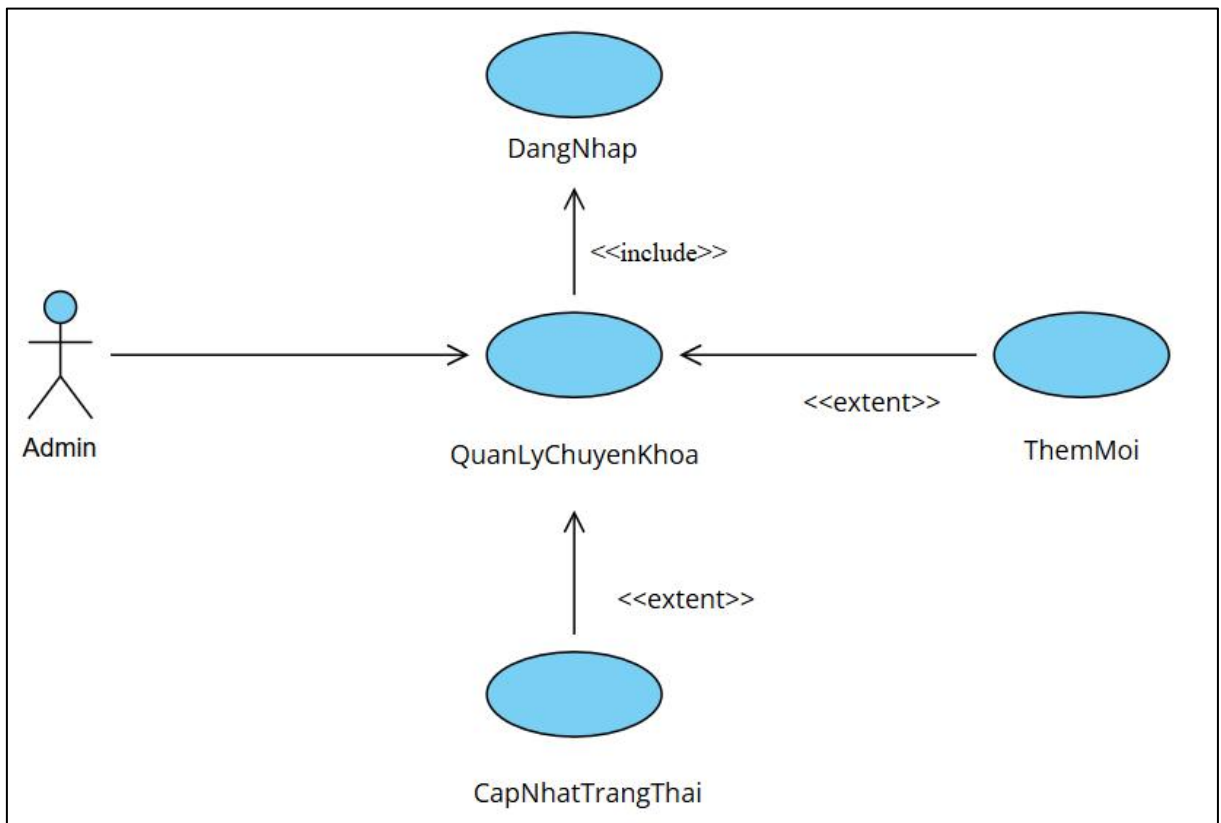 DangNhap
<<include>>
Admin
QuanLyChuyenKhoa
<<extent>>
ThemMoi
<<extent>>
CapNhatTrangThai